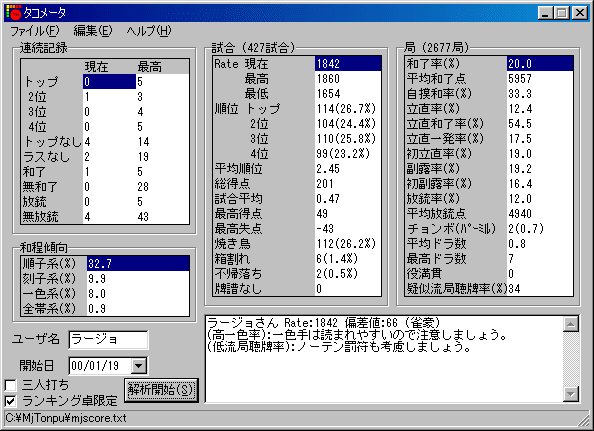 タコメータ
ファイル(F) 編集(E) ヘルプ(H)
連続記録
現在 最高
トップ 0 5
2位 1 3
3位 0 4
4位 0 5
トップなし 4 14
ラスなし 2 19
和了 1 5
無和了 0 28
放銃 0 5
無放銃 4 43
和程傾向
順子系(%) 32.7
刻子系(%) 9.9
一色系(%) 8.0
全帯系(%) 0.9
ユーザ名 ラージョ
開始日 00/01/19
三人打ち
ランキング卓限定
解析開始(S)
試合 (427試合)
Rate 現在 1842
最高 1860
最低 1654
順位 トップ 114(26.7%)
2位 104(24.4%)
3位 110(25.8%)
4位 99(23.2%)
平均順位 2.45
総得点 201
試合平均 0.47
最高得点 49
最高失点 -43
焼き鳥 112(26.2%)
箱割れ 6(1.4%)
不帰落ち 2(0.5%)
牌譜なし 0
局 (2677局)
和了率(%) 20.0
平均和了点 5957
自摸和率(%) 33.3
立直率(%) 12.4
立直和了率(%) 54.5
立直一発率(%) 17.5
初立直率(%) 19.0
副露率(%) 19.2
初副露率(%) 16.4
放銃率(%) 12.0
平均放銃点 4940
チョンボ(パーミル) 2(0.7)
平均ドラ数 0.8
最高ドラ数 7
役満貫 0
疑似流局聴牌率(%) 34
ラージョさん Rate:1842 偏差値:66 (雀豪)
(高一色率):一色手は読まれやすいので注意しましょう。
(低流局聴牌率):ノーテン罰符も考慮しましょう。
C:¥MjTonpu¥mjscore.txt